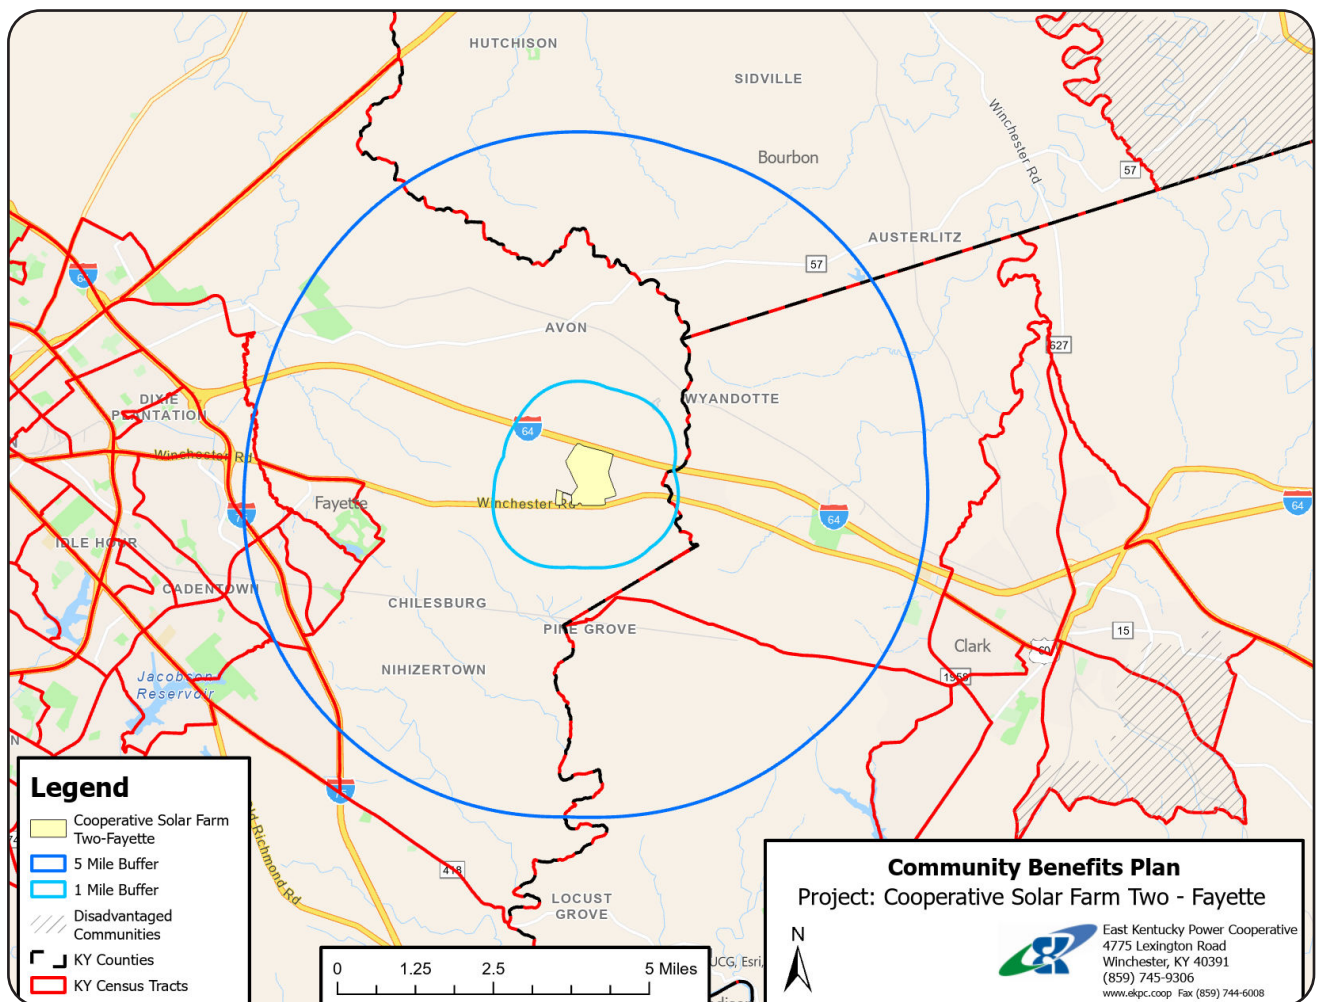 HUTCHISON
SIDVILLE
Bourbon
Winchester Rd
57
AUSTERLITZ
57
64
AVON
627
DIXIE
PLANTATION
WYANDOTTE
64
Winchester Rd
Fayette
Winchester Rd
64
64
IDLE HOUR
CADENTOWN
CHILESBURG
PINE GROVE
15
Clark
60
NIHIZERTOWN
1958
Jacobson
Reservoir
Old Richmond Rd
418
LOCUST
GROVE
Legend
Cooperative Solar Farm
Two-Fayette
5 Mile Buffer
1 Mile Buffer
Disadvantaged
Communities
KY Counties
KY Census Tracts
0 1.25 2.5 5 Miles
UCG, Esri,
Community Benefits Plan
Project: Cooperative Solar Farm Two - Fayette
N
East Kentucky Power Cooperative
4775 Lexington Road
Winchester, KY 40391
(859) 745-9306
www.ekpc.coop Fax (859) 744-6008